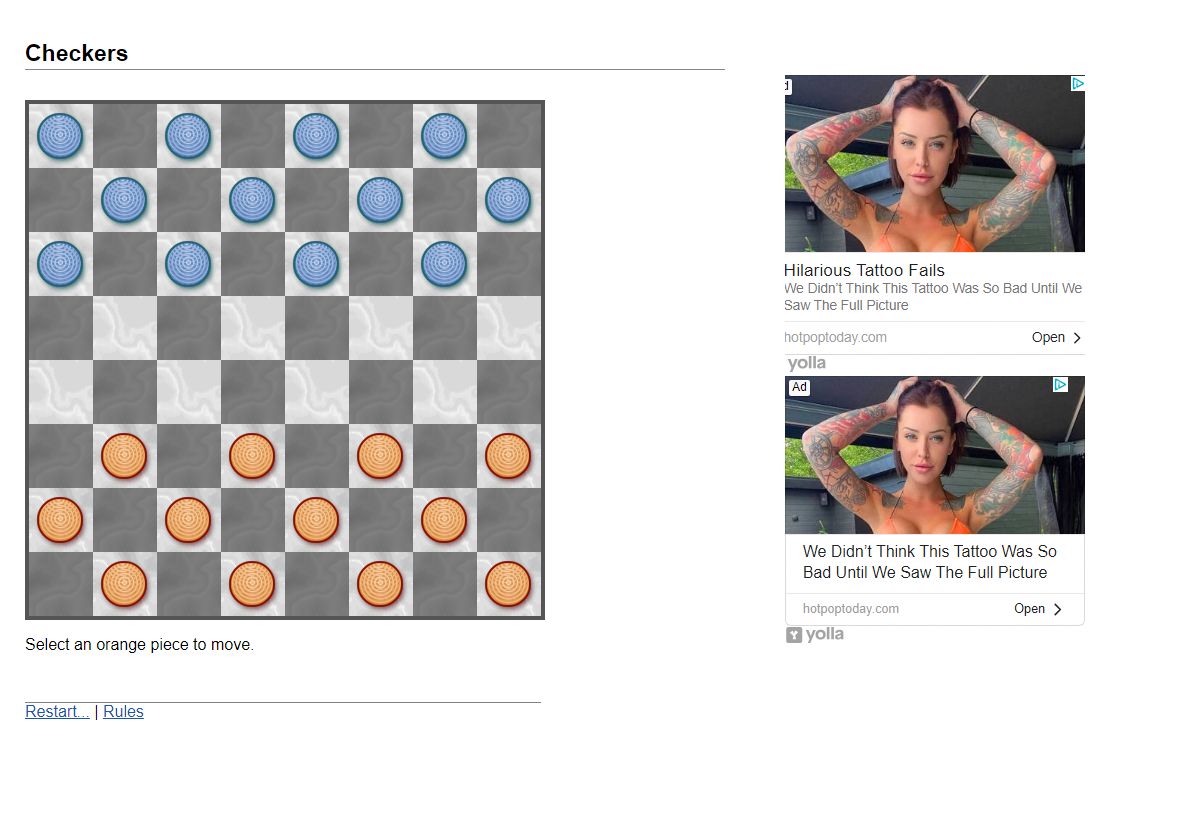 Checkers
Select an orange piece to move.
Restart... | Rules
Hilarious Tattoo Fails
We Didn't Think This Tattoo Was So Bad Until We
Saw The Full Picture
hotpoptoday.com
Open
yolla
Ad
We Didn't Think This Tattoo Was So
Bad Until We Saw The Full Picture
hotpoptoday.com
Open
yolla